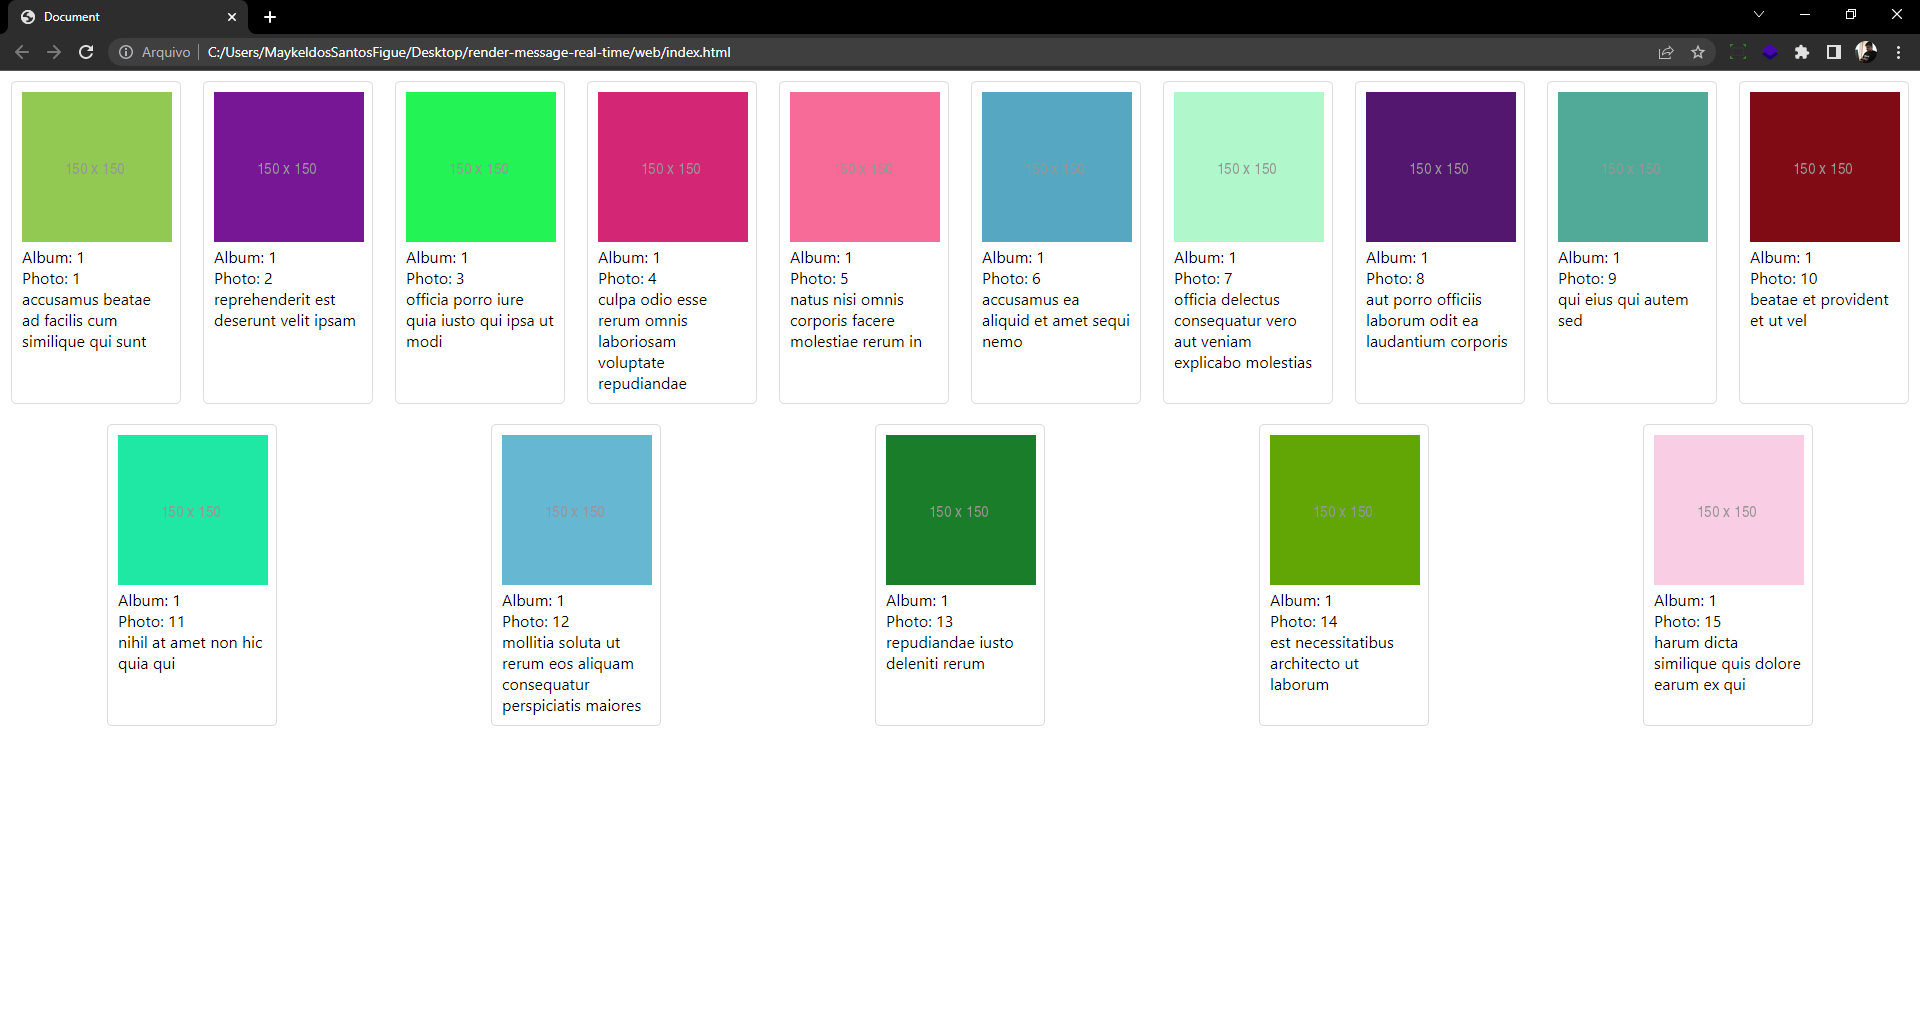 Document
Arquivo C:/Users/MaykeldosSantosFigue/Desktop/render-message-real-time/web/index.html
150 x 150
Album: 1
Photo: 1
accusamus beatae
ad facilis cum
similique qui sunt
150 x 150
Album: 1
Photo: 2
reprehenderit est
deserunt velit ipsam
150 x 150
Album: 1
Photo: 3
officia porro iure
quia iusto qui ipsa ut
modi
150 x 150
Album: 1
Photo: 4
culpa odio esse
rerum omnis
laboriosam
voluptate
repudiandae
150 x 150
Album: 1
Photo: 5
natus nisi omnis
corporis facere
molestiae rerum in
150 x 150
Album: 1
Photo: 6
accusamus ea
aliquid et amet sequi
nemo
150 x 150
Album: 1
Photo: 7
officia delectus
consequatur vero
aut veniam
explicabo molestias
150 x 150
Album: 1
Photo: 8
aut porro officiis
laborum odit ea
laudantium corporis
150 x 150
Album: 1
Photo: 9
qui eius qui autem
sed
150 x 150
Album: 1
Photo: 10
beatae et provident
et ut vel
150 x 150
Album: 1
Photo: 11
nihil at amet non hic
quia qui
150 x 150
Album: 1
Photo: 12
mollitia soluta ut
rerum eos aliquam
consequatur
perspiciatis maiores
150 x 150
Album: 1
Photo: 13
repudiandae iusto
deleniti rerum
150 x 150
Album: 1
Photo: 14
est necessitatibus
architecto ut
laborum
150 x 150
Album: 1
Photo: 15
harum dicta
similique quis dolore
earum ex qui